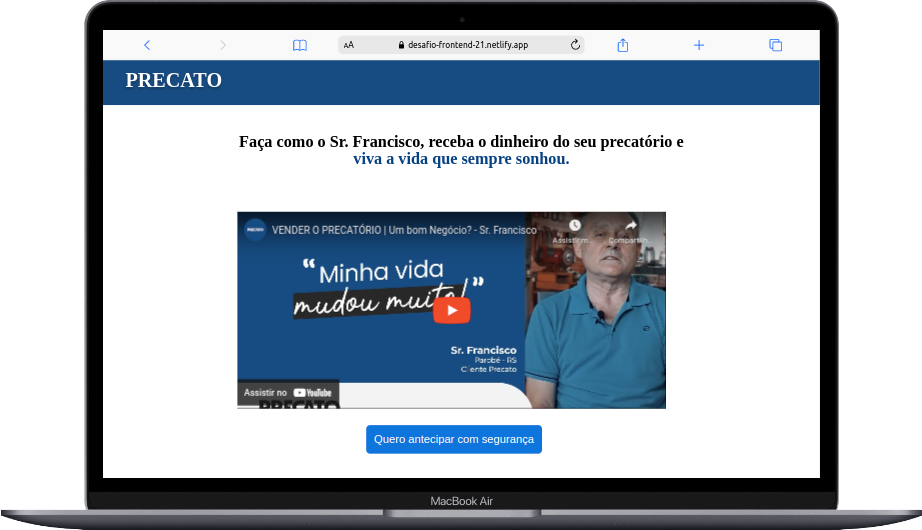 AA desafio-frontend-21.netlify.app
PRECATO
Faça como o Sr. Francisco, receba o dinheiro do seu precatório e
viva a vida que sempre sonhou.
PRECATO
VENDER O PRECATÓRIO | Um bom Negócio? - Sr. Francisco
Assistir m...
Compartilh...
“Minha vida
mudou muito!”
Sr. Francisco
Parobé - RS
Cliente Precato
Assistir no YouTube
PRECATO
Quero antecipar com segurança
MacBook Air